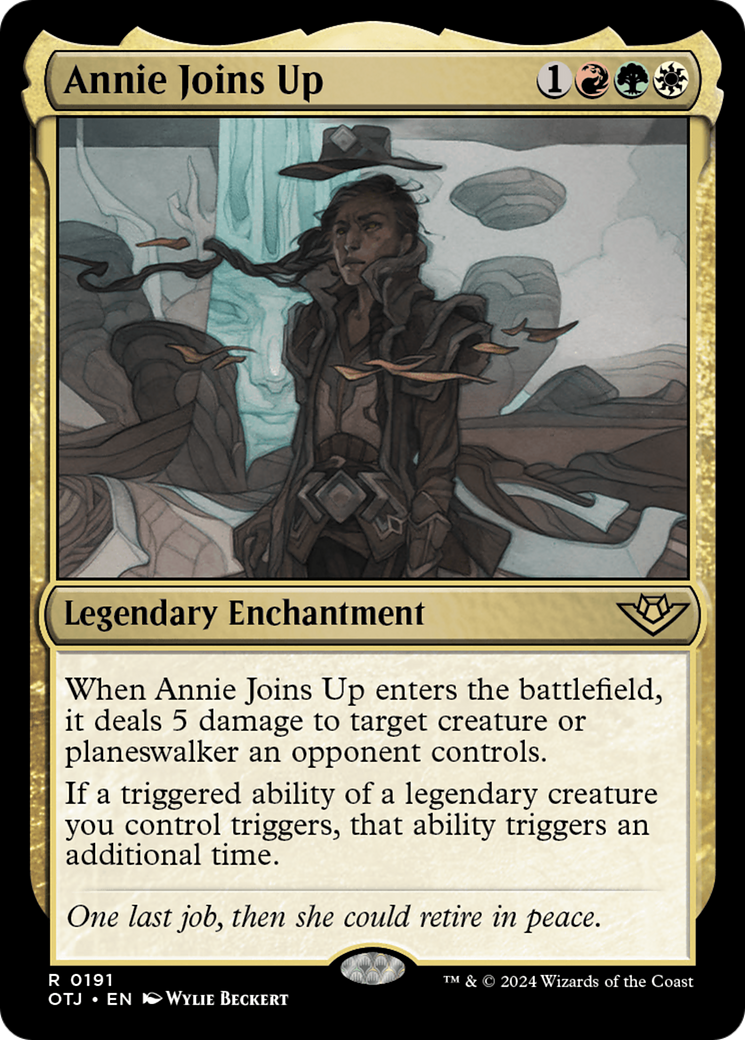 Annie Joins Up 1
Legendary Enchantment
When Annie Joins Up enters the battlefield,
it deals 5 damage to target creature or
planeswalker an opponent controls.
If a triggered ability of a legendary creature
you control triggers, that ability triggers an
additional time.
One last job, then she could retire in peace.
R 0191
OTJ • EN Wylie Beckert
™ & © 2024 Wizards of the Coast